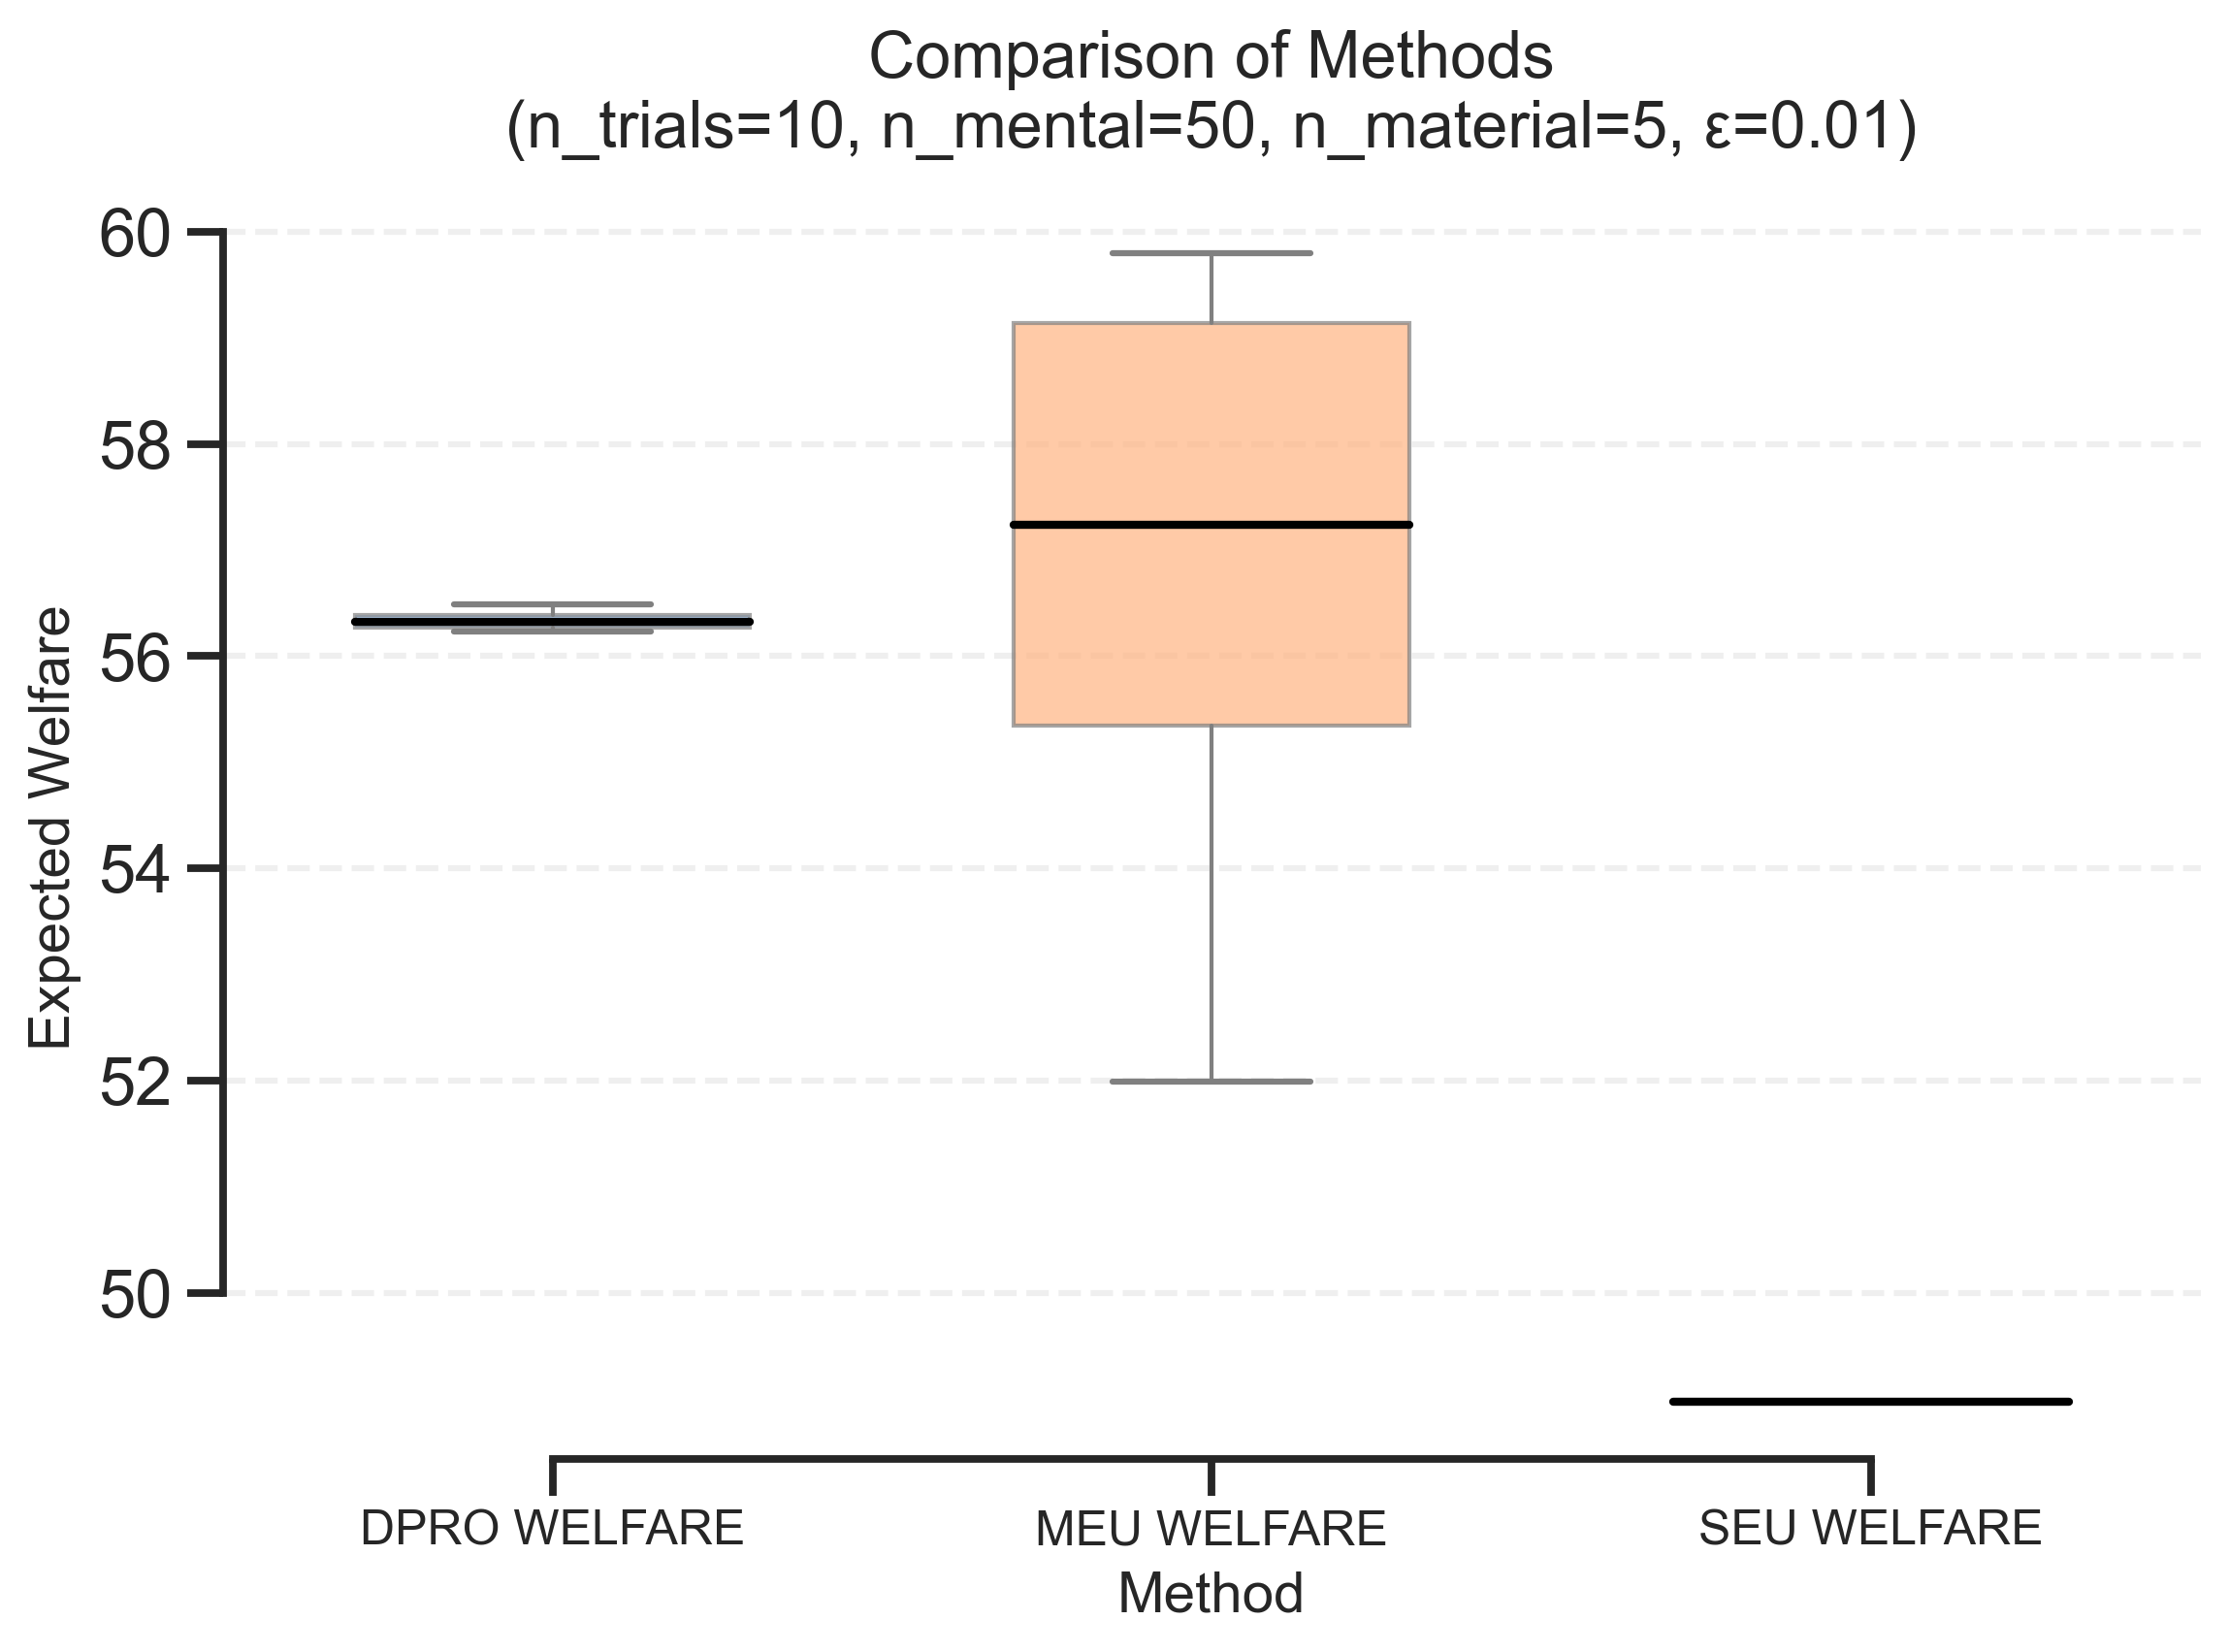 Comparison of Methods
(n_trials=10, n_mental=50, n_material=5, ε=0.01)
Expected Welfare
60
58
56
54
52
50
DPRO WELFARE
MEU WELFARE
SEU WELFARE
Method